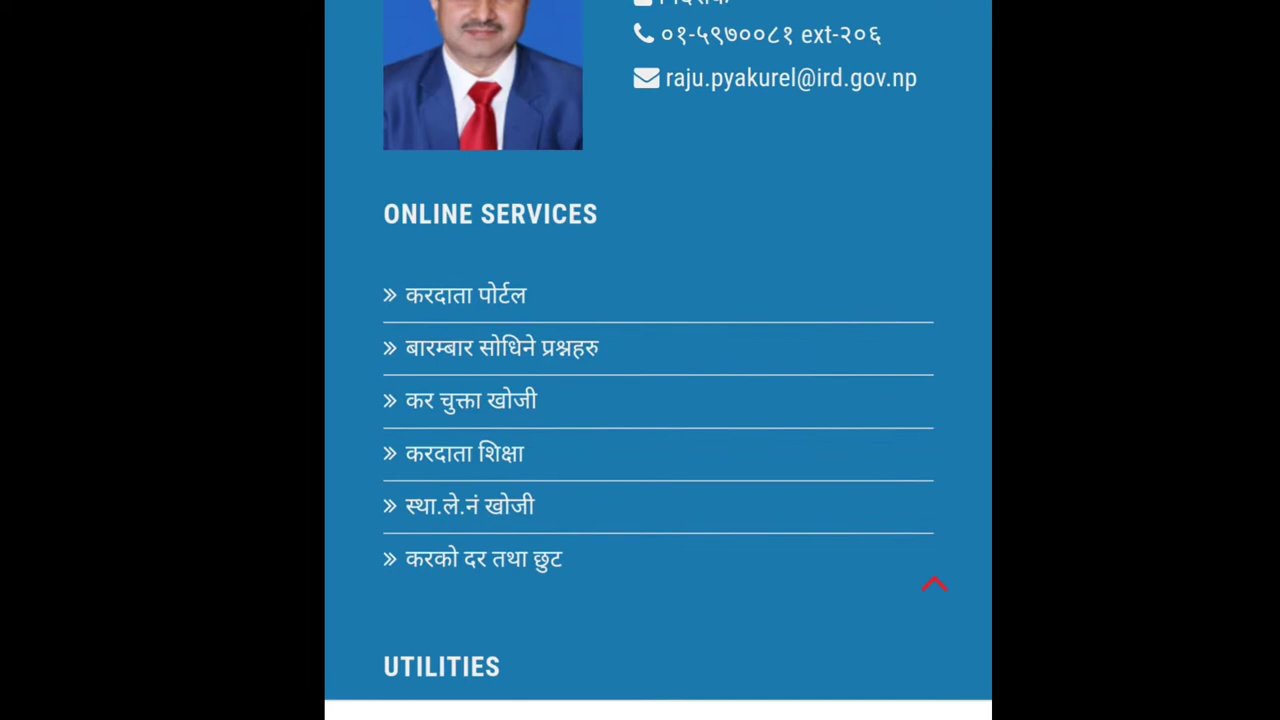 ०१-५९७००८१ ext-२०६
raju.pyakurel@ird.gov.np
ONLINE SERVICES
» करदाता पोर्टल
» बारम्बार सोधिने प्रश्नहरु
» कर चुक्ता खोजी
» करदाता शिक्षा
» स्था.ले.नं खोजी
» करको दर तथा छुट
UTILITIES